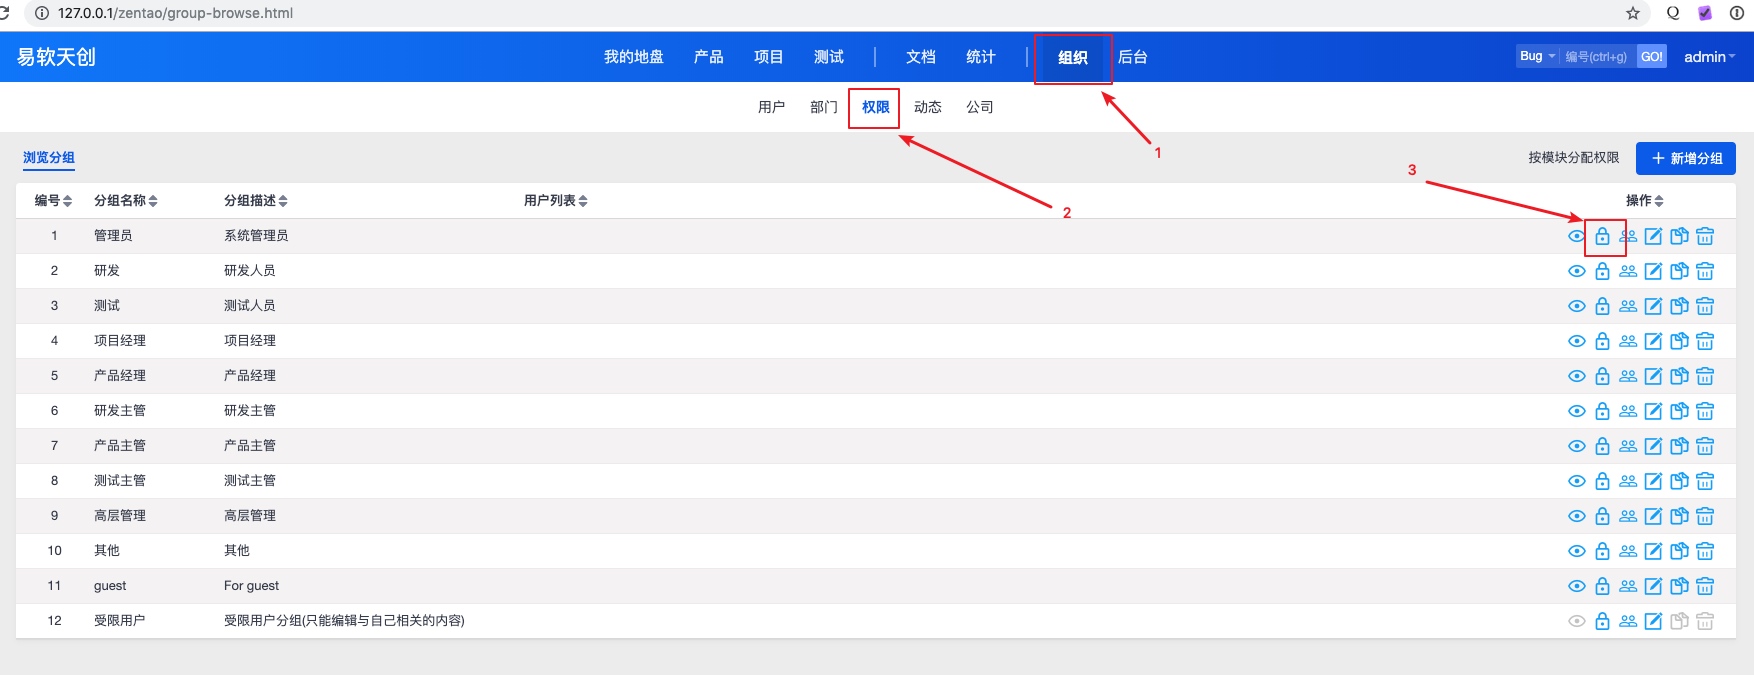 127.0.0.1/zentao/group-browse.html
易软天创 我的地盘 产品 项目 测试 文档 统计 组织 后台 Bug 编号(ctrl+g) GO! admin
用户 部门 权限 动态 公司
1
浏览分组 按模块分配权限 新增分组
3
编号 分组名称 分组描述 用户列表 操作
2
1 管理员 系统管理员
2 研发 研发人员
3 测试 测试人员
4 项目经理 项目经理
5 产品经理 产品经理
6 研发主管 研发主管
7 产品主管 产品主管
8 测试主管 测试主管
9 高层管理 高层管理
10 其他 其他
11 guest For guest
12 受限用户 受限用户分组(只能编辑与自己相关的内容)